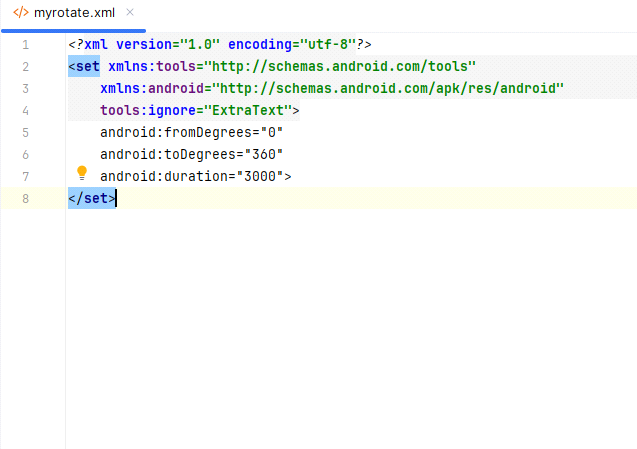 myrotate.xml
1 <?xml version="1.0" encoding="utf-8"?>
2 <set xmlns:tools="http://schemas.android.com/tools"
3 xmlns:android="http://schemas.android.com/apk/res/android"
4 tools:ignore="ExtraText">
5 android:fromDegrees="0"
6 android:toDegrees="360"
7 android:duration="3000">
8 </set>